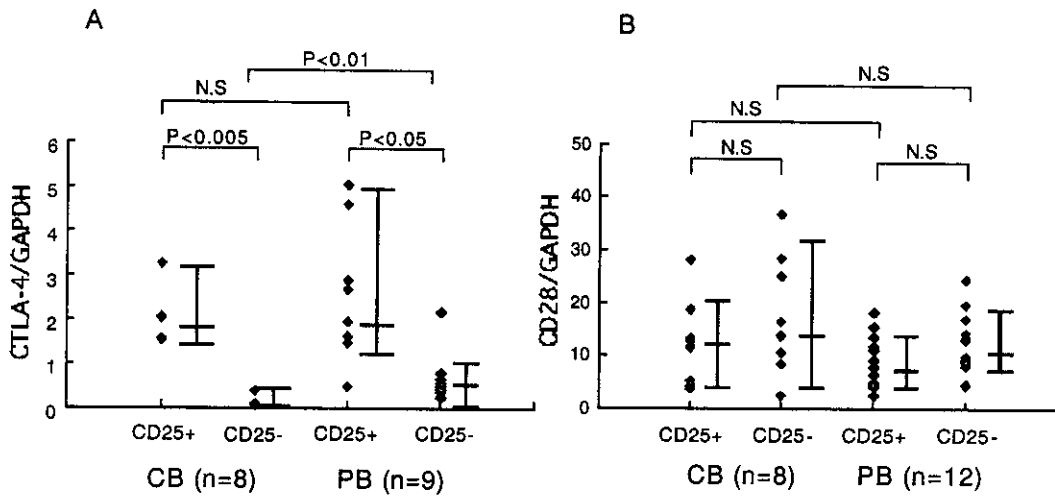 A
P<0.01
N.S
P<0.005
P<0.05
6
5
4
3
2
1
0
CTLA-4/GAPDH
CD25+ CD25- CD25+ CD25-
CB (n=8) PB (n=9)
B
N.S
N.S
N.S
N.S
50
40
30
20
10
0
CD28/GAPDH
CD25+ CD25- CD25+ CD25-
CB (n=8) PB (n=12)